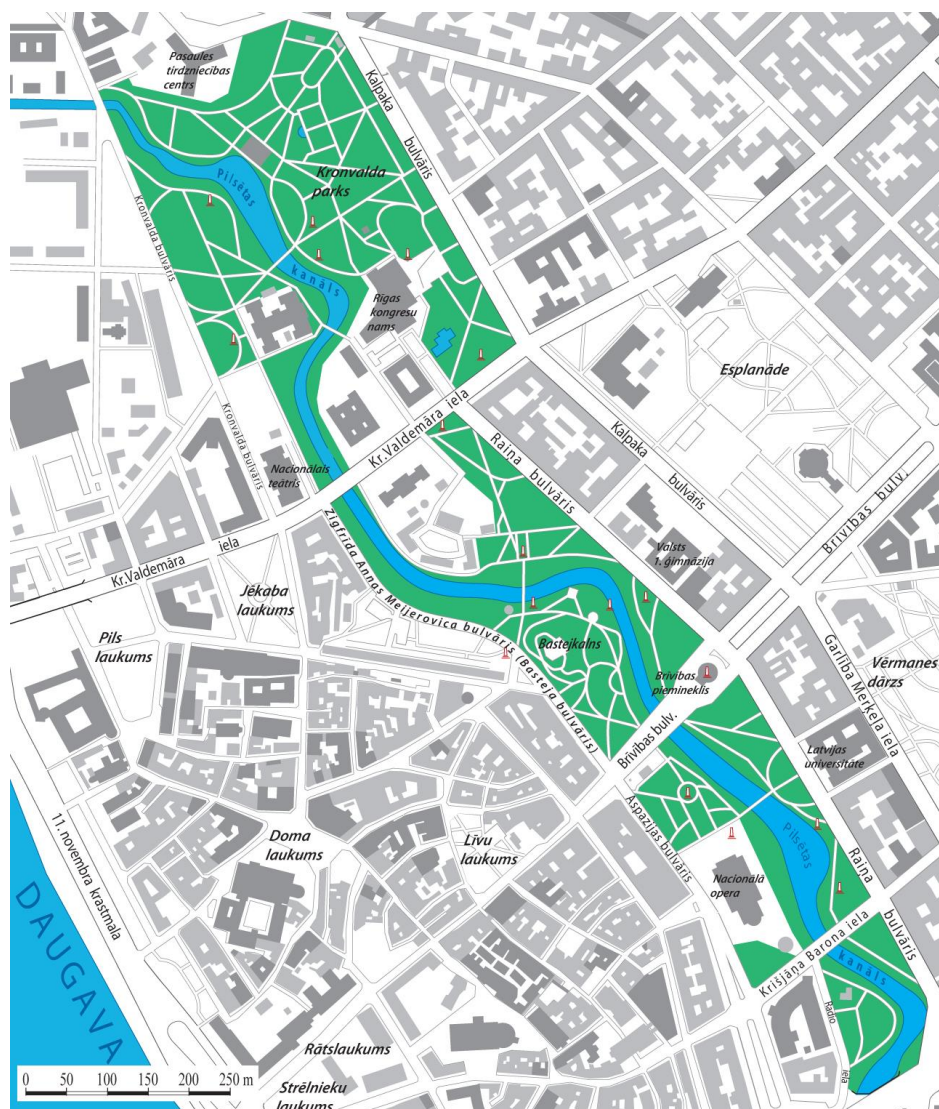 Pasaules
tirdzniecības
centrs
Kalpaka
bulvāris
Kronvalda
parks
Pilsētas
kanāls
Kronvalda bulvāris
Rīgas
kongresu
nams
Esplanāde
Kr.Valdemāra iela
Kronvalda bulvāris
Raiņa bulvāris
Kalpaka
bulvāris
Nacionālais
teātris
Brīvības bulv.
Kr.Valdemāra iela
Zigfrīda Annas Meijerovica bulvāris (Basteja bulvāris)
Valsts
1. ģimnāzija
Jēkaba
laukums
Pils
laukums
Bastejkalns
Brīvības
piemineklis
Garlība Merķeļa iela
Vērmanes
dārzs
Brīvības bulv.
Latvijas
universitāte
Aspazijas bulvāris
11. novembra krastmala
Doma
laukums
Līvu
laukums
Pilsētas
Nacionālā
opera
Raiņa
bulvāris
DAUGAVA
Krišjāņa Barona iela
kanāls
Radio
iela
Rātslaukums
Strēlnieku
laukums
0 50 100 150 200 250 m